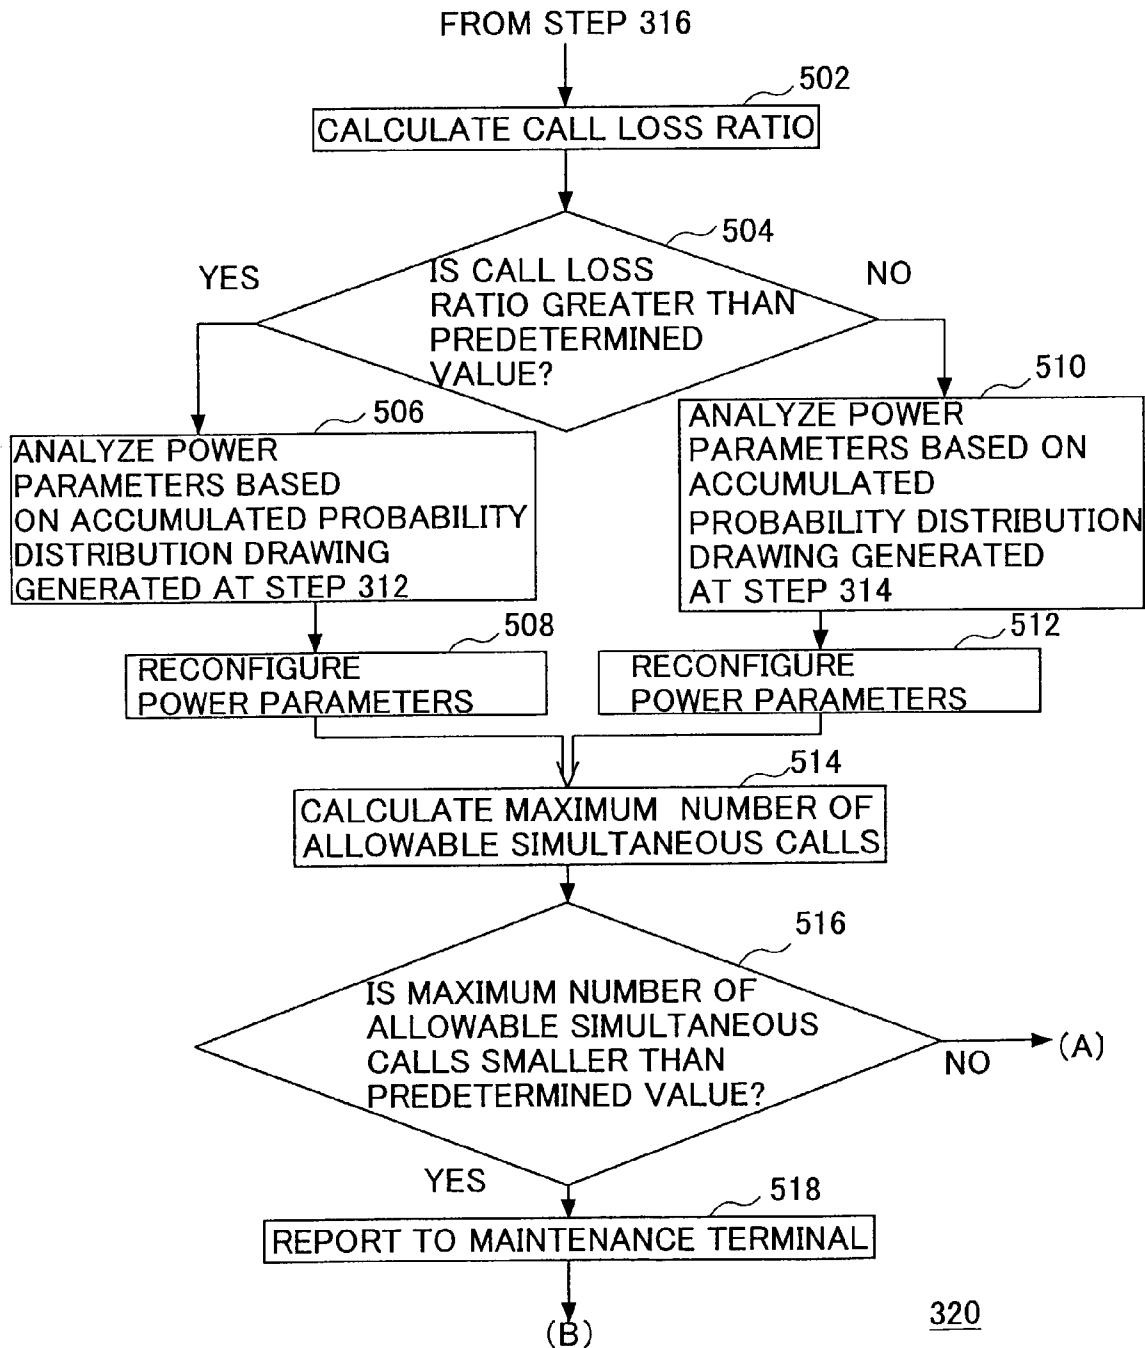 FROM STEP 316
502
CALCULATE CALL LOSS RATIO
504
YES
IS CALL LOSS
RATIO GREATER THAN
PREDETERMINED
VALUE?
NO
506
ANALYZE POWER
PARAMETERS BASED
ON ACCUMULATED PROBABILITY
DISTRIBUTION DRAWING
GENERATED AT STEP 312
510
ANALYZE POWER
PARAMETERS BASED ON
ACCUMULATED
PROBABILITY DISTRIBUTION
DRAWING GENERATED
AT STEP 314
508
RECONFIGURE
POWER PARAMETERS
512
RECONFIGURE
POWER PARAMETERS
514
CALCULATE MAXIMUM NUMBER OF
ALLOWABLE SIMULTANEOUS CALLS
516
IS MAXIMUM NUMBER OF
ALLOWABLE SIMULTANEOUS
CALLS SMALLER THAN
PREDETERMINED VALUE?
NO
(A)
YES
518
REPORT TO MAINTENANCE TERMINAL
(B)
320